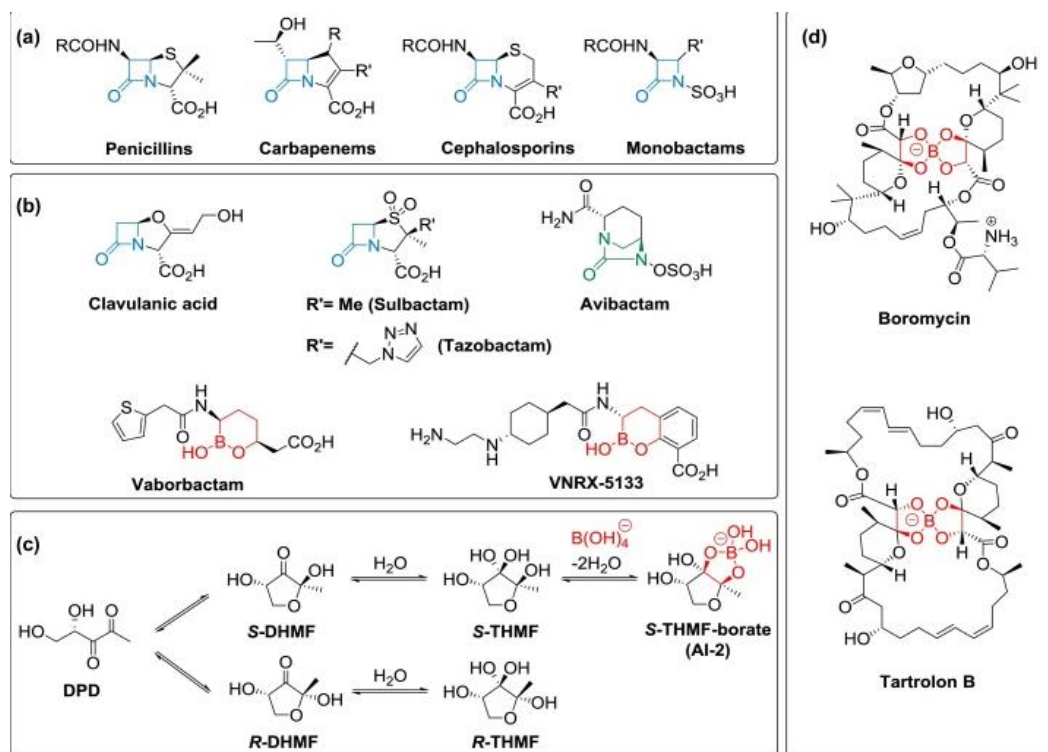 (a)
RCOHN
H
S
N
O
CO₂H
Penicillins
OH
H
R
R'
N
O
CO₂H
Carbapenems
RCOHN
H
S
N
R'
O
CO₂H
Cephalosporins
RCOHN
R'
N
O
SO₃H
Monobactams
(b)
H
O
OH
N
O
CO₂H
Clavulanic acid
O
O
H
S
R'
N
O
CO₂H
R'= Me (Sulbactam)
R'=
N
N
N
(Tazobactam)
O
H₂N
N
N
O
OSO₃H
Avibactam
S
H
N
O
B
HO
O
CO₂H
Vaborbactam
H₂N
N
H
O
H
N
B
HO
O
CO₂H
VNRX-5133
(c)
OH
O
HO
O
DPD
O
HO
OH
O
S-DHMF
H₂O
HO
OH
HO
OH
O
S-THMF
B(OH)₄⊖
-2H₂O
⊖
OH
O
B
OH
HO
O
O
S-THMF-borate
(AI-2)
O
HO
OH
O
R-DHMF
H₂O
HO
OH
HO
OH
O
R-THMF
(d)
O
OH
O
O
H
O
H
O
O
B
⊖
O
O
O
H
H
O
O
O
HO
O
O
⊕
NH₃
Boromycin
HO
O
O
O
H
H
O
O
O
B
⊖
O
O
O
H
H
O
O
O
HO
Tartrolon B